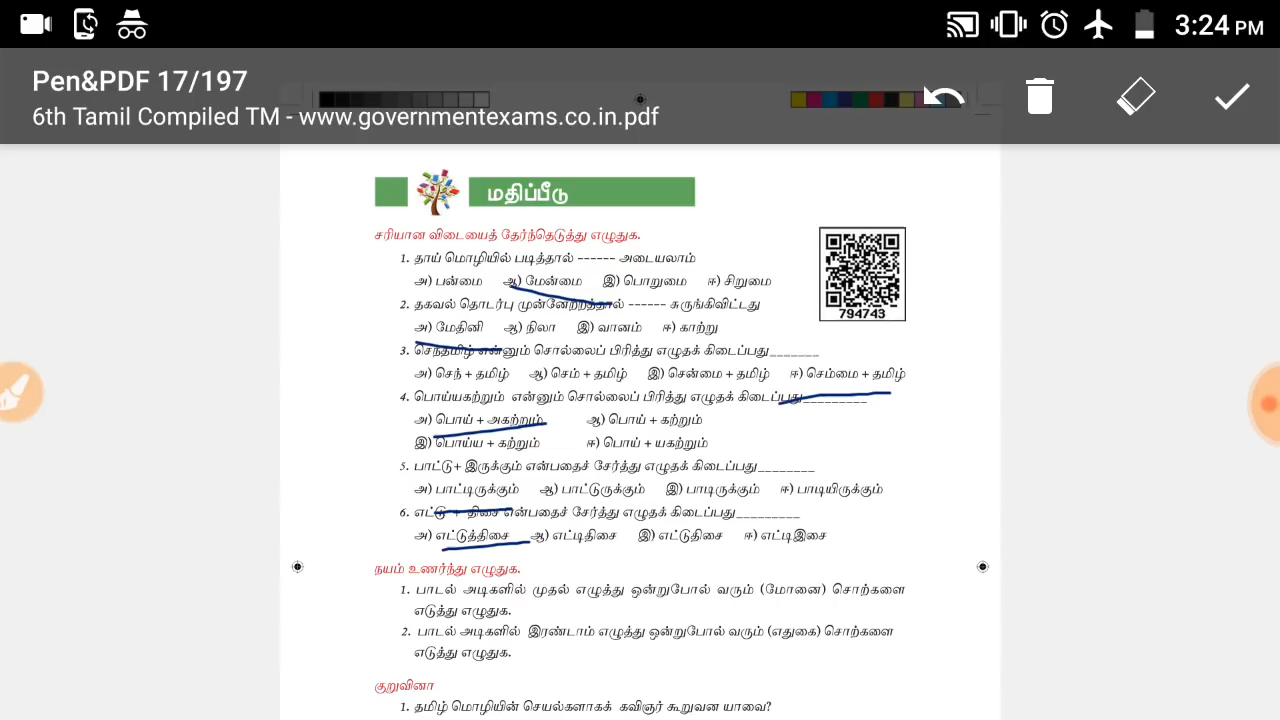 3:24 PM
Pen&PDF 17/197
6th Tamil Compiled TM - www.governmentexams.co.in.pdf
மதிப்பீடு
சரியான விடையைத் தேர்ந்தெடுத்து எழுதுக.
1. தாய் மொழியில் படித்தால் ------ அடையலாம்
அ) பன்மை ஆ) மேன்மை இ) பொறுமை ஈ) சிறுமை
2. தகவல் தொடர்பு முன்னேற்றத்தால் ------ சுருங்கிவிட்டது
அ) மேதினி ஆ) நிலா இ) வானம் ஈ) காற்று
794743
3. செந்தமிழ் என்னும் சொல்லைப் பிரித்து எழுதக் கிடைப்பது_______
அ) செந் + தமிழ் ஆ) செம் + தமிழ் இ) சென்மை + தமிழ் ஈ) செம்மை + தமிழ்
4. பொய்யகற்றும் என்னும் சொல்லைப் பிரித்து எழுதக் கிடைப்பது_________
அ) பொய் + அகற்றும் ஆ) பொய் + கற்றும்
இ) பொய்ய + கற்றும் ஈ) பொய் + யகற்றும்
5. பாட்டு+ இருக்கும் என்பதைச் சேர்த்து எழுதக் கிடைப்பது________
அ) பாட்டிருக்கும் ஆ) பாட்டுருக்கும் இ) பாடிருக்கும் ஈ) பாடியிருக்கும்
6. எட்டு + திசை என்பதைச் சேர்த்து எழுதக் கிடைப்பது_________
அ) எட்டுத்திசை ஆ) எட்டிதிசை இ) எட்டுதிசை ஈ) எட்டிஇசை
நயம் உணர்ந்து எழுதுக.
1. பாடல் அடிகளில் முதல் எழுத்து ஒன்றுபோல் வரும் (மோனை) சொற்களை
எடுத்து எழுதுக.
2. பாடல் அடிகளில் இரண்டாம் எழுத்து ஒன்றுபோல் வரும் (எதுகை) சொற்களை
எடுத்து எழுதுக.
குறுவினா
1. தமிழ் மொழியின் செயல்களாகக் கவிஞர் கூறுவன யாவை?